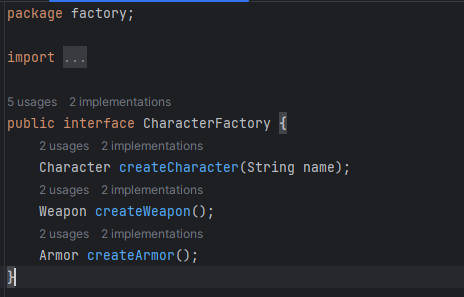 package factory;
import ...
5 usages   2 implementations
public interface CharacterFactory {
2 usages   2 implementations
Character createCharacter(String name);
2 usages   2 implementations
Weapon createWeapon();
2 usages   2 implementations
Armor createArmor();
}